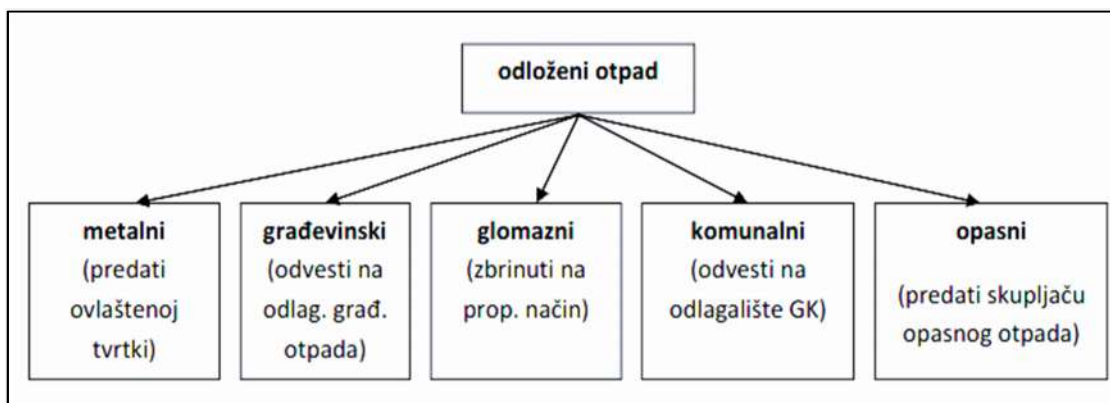 odloženi otpad
metalni
(predati
ovlaštenoj
tvrtki)
građevinski
(odvesti na
odlag. građ.
otpada)
glomazni
(zbrinuti na
prop. način)
komunalni
(odvesti na
odlagalište GK)
opasni
(predati skupljaču
opasnog otpada)